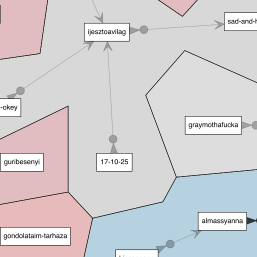 sad-and-h
ijesztoavilag
-okey
graymothafucka
guribesenyi
17-10-25
almassyanna
gondolataim-tarhaza